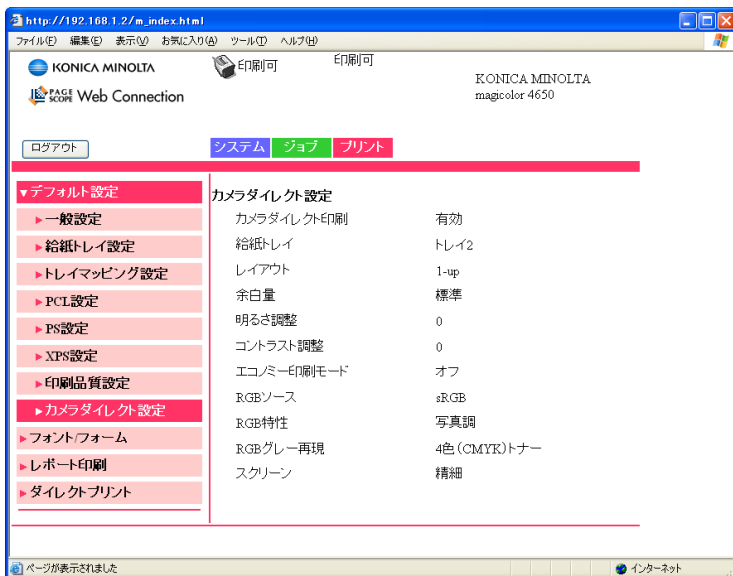 http://192.168.1.2/m_index.html
ファイル(F) 編集(E) 表示(V) お気に入り(A) ツール(T) ヘルプ(H)
KONICA MINOLTA
印刷可
印刷可
PAGE SCOPE Web Connection
KONICA MINOLTA
magicolor 4650
ログアウト
システム ジョブ プリント
▼デフォルト設定
▶一般設定
▶給紙トレイ設定
▶トレイマッピング設定
▶PCL設定
▶PS設定
▶XPS設定
▶印刷品質設定
▶カメラダイレクト設定
▶フォント/フォーム
▶レポート印刷
▶ダイレクトプリント
カメラダイレクト設定
カメラダイレクト印刷 有効
給紙トレイ トレイ2
レイアウト 1-up
余白量 標準
明るさ調整 0
コントラスト調整 0
エコノミー印刷モード オフ
RGBソース sRGB
RGB特性 写真調
RGBグレー再現 4色(CMYK)トナー
スクリーン 精細
ページが表示されました
インターネット